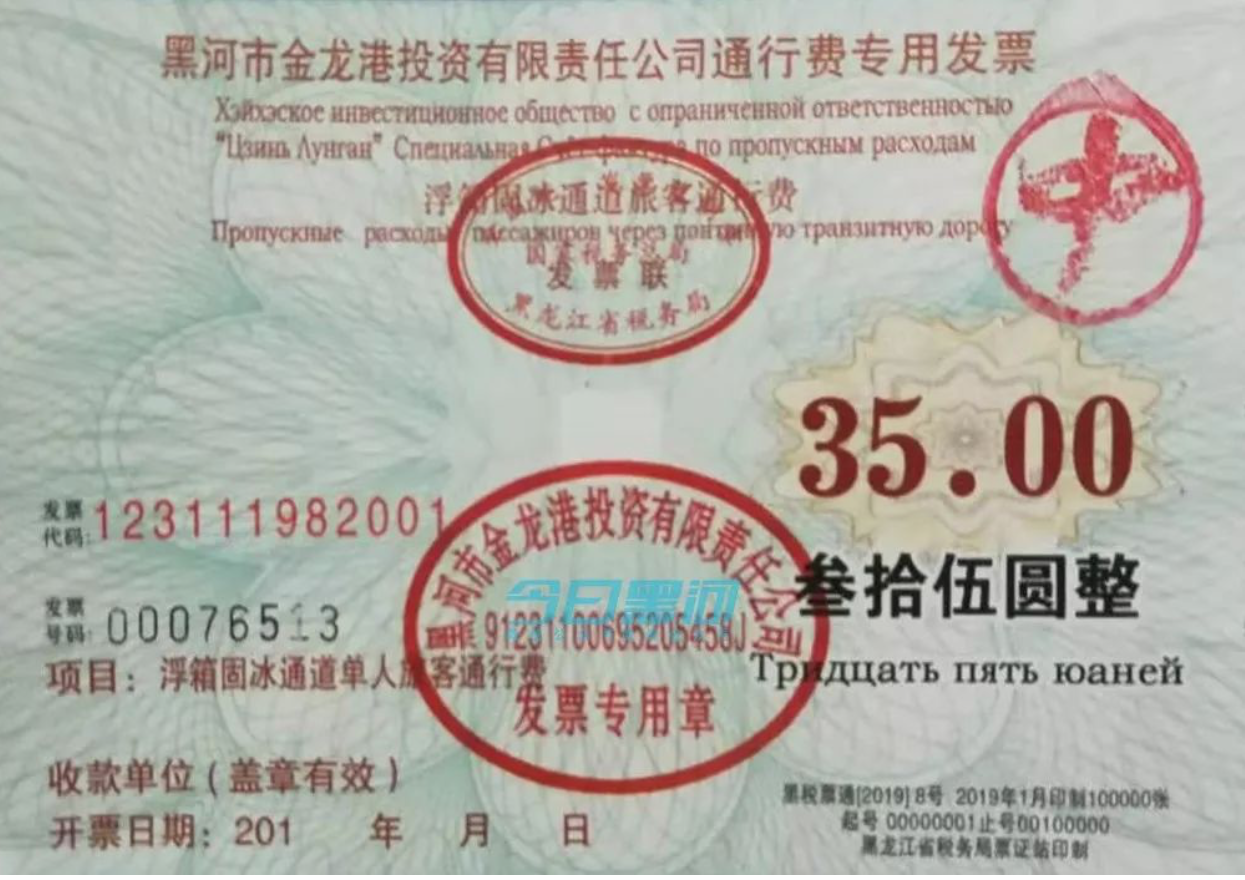 黑河市金龙港投资有限责任公司通行费专用发票
Хэйхэское инвестиционное общество с ограниченной ответственностью
“Цзинь Лунган” Специальная по пропускным расходам
浮箱固冰通道旅客通行费
Пропускные расходы пассажиров через понтонную транзитную дорогу
国家税务总局
发票联
黑龙江省税务局
中
35.00
叁拾伍圆整
Тридцать пять юаней
发票代码:123111982001
发票号码:00076513
项目：浮箱固冰通道单人旅客通行费
黑河市金龙港投资有限责任公司
今日黑河
91231100695205458J
发票专用章
收款单位(盖章有效)
开票日期：201 年 月 日
黑税票通[2019]8号 2019年1月印制100000张
起号00000001止号00100000
黑龙江省税务局票证站印制